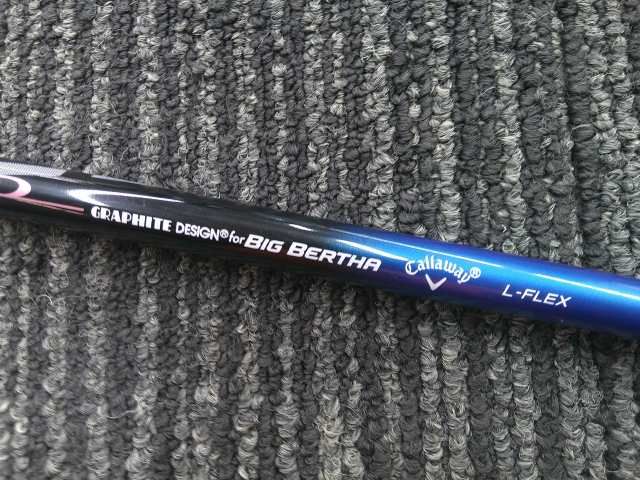 GRAPHITE DESIGN® for BIG BERTHA
Callaway®
L-FLEX